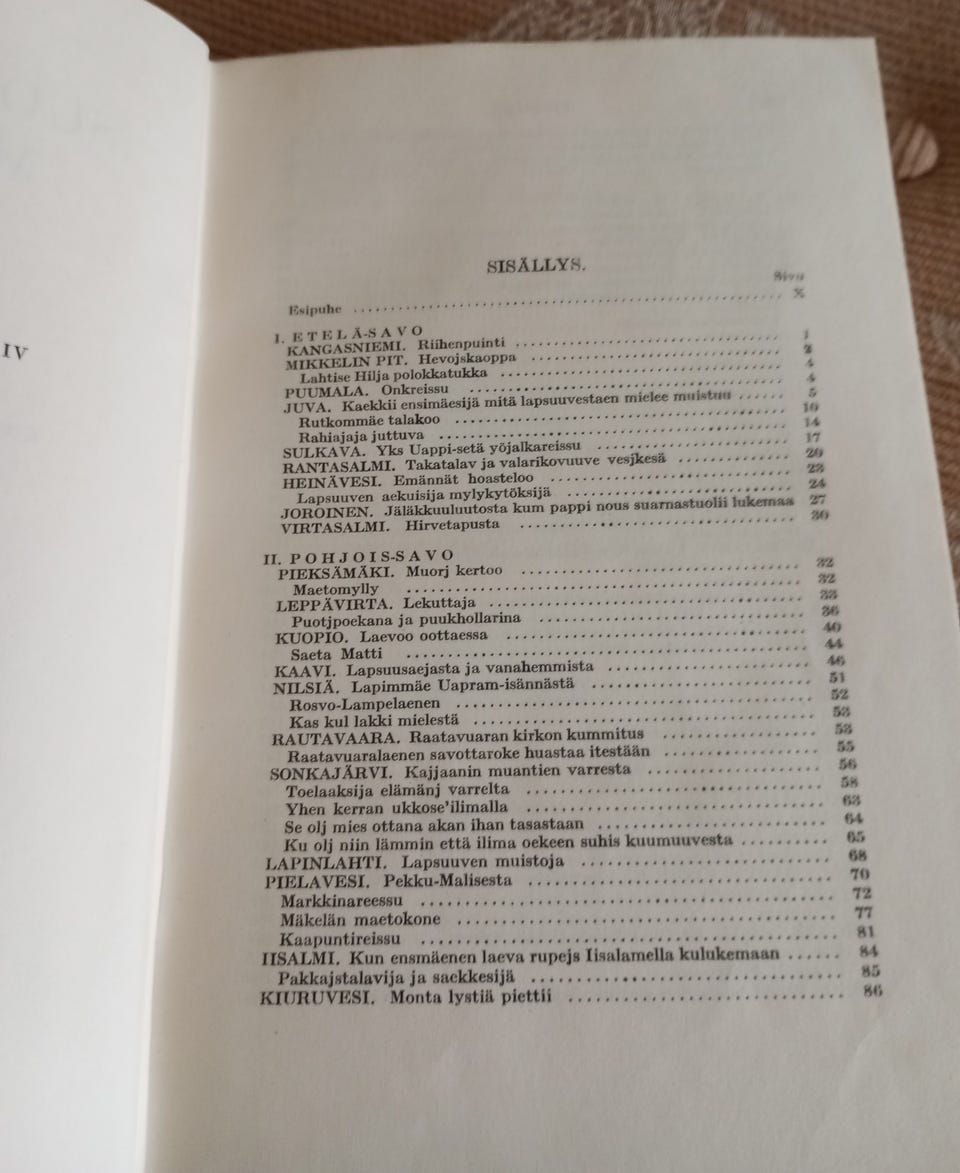 IV
SISÄLLYS.
Sivu
Esipuhe X
I. ETELÄ-SAVO
KANGASNIEMI. Riihenpuinti 1
MIKKELIN PIT. Hevojskaoppa 2
Lahtise Hilja polokkatukka 4
PUUMALA. Onkreissu 4
JUVA. Kaekkii ensimäesijä mitä lapsuuvestaen mielee muistuu 5
Rutkommäe talakoo 10
Rahiajaja juttuva 14
SULKAVA. Yks Uappi-setä yöjalkareissu 17
RANTASALMI. Takatalav ja valarikovuuve vesjkesä 20
HEINÄVESI. Emännät hoasteloo 23
Lapsuuven aekuisija mylykytöksijä 24
JOROINEN. Jäläkkuuluutosta kum pappi nous suarnastuolii lukemaa 27
VIRTASALMI. Hirvetapusta 30
II. POHJOIS-SAVO
PIEKSÄMÄKI. Muorj kertoo 32
Maetomylly 32
LEPPÄVIRTA. Lekuttaja 33
Puotjpoekana ja puukhollarina 36
KUOPIO. Laevoo oottaessa 40
Saeta Matti 44
KAAVI. Lapsuusaejasta ja vanahemmista 46
NILSIÄ. Lapimmäe Uapram-isännästä 51
Rosvo-Lampelaenen 52
Kas kul lakki mielestä 53
RAUTAVAARA. Raatavuaran kirkon kummitus 53
Raatavuaralaenen savottaroke huastaa itestään 55
SONKAJÄRVI. Kajjaanin muantien varresta 56
Toelaaksija elämänj varrelta 58
Yhen kerran ukkose'ilimalla 63
Se olj mies ottana akan ihan tasastaan 64
Ku olj niin lämmin että ilima oekeen suhis kuumuuvesta 65
LAPINLAHTI. Lapsuuven muistoja 68
PIELAVESI. Pekku-Malisesta 70
Markkinareessu 72
Mäkelän maetokone 77
Kaapuntireissu 81
IISALMI. Kun ensmäenen laeva rupejs Iisalamella kulukemaan 84
Pakkajstalavija ja saekkesijä 85
KIURUVESI. Monta lystiä piettii 86